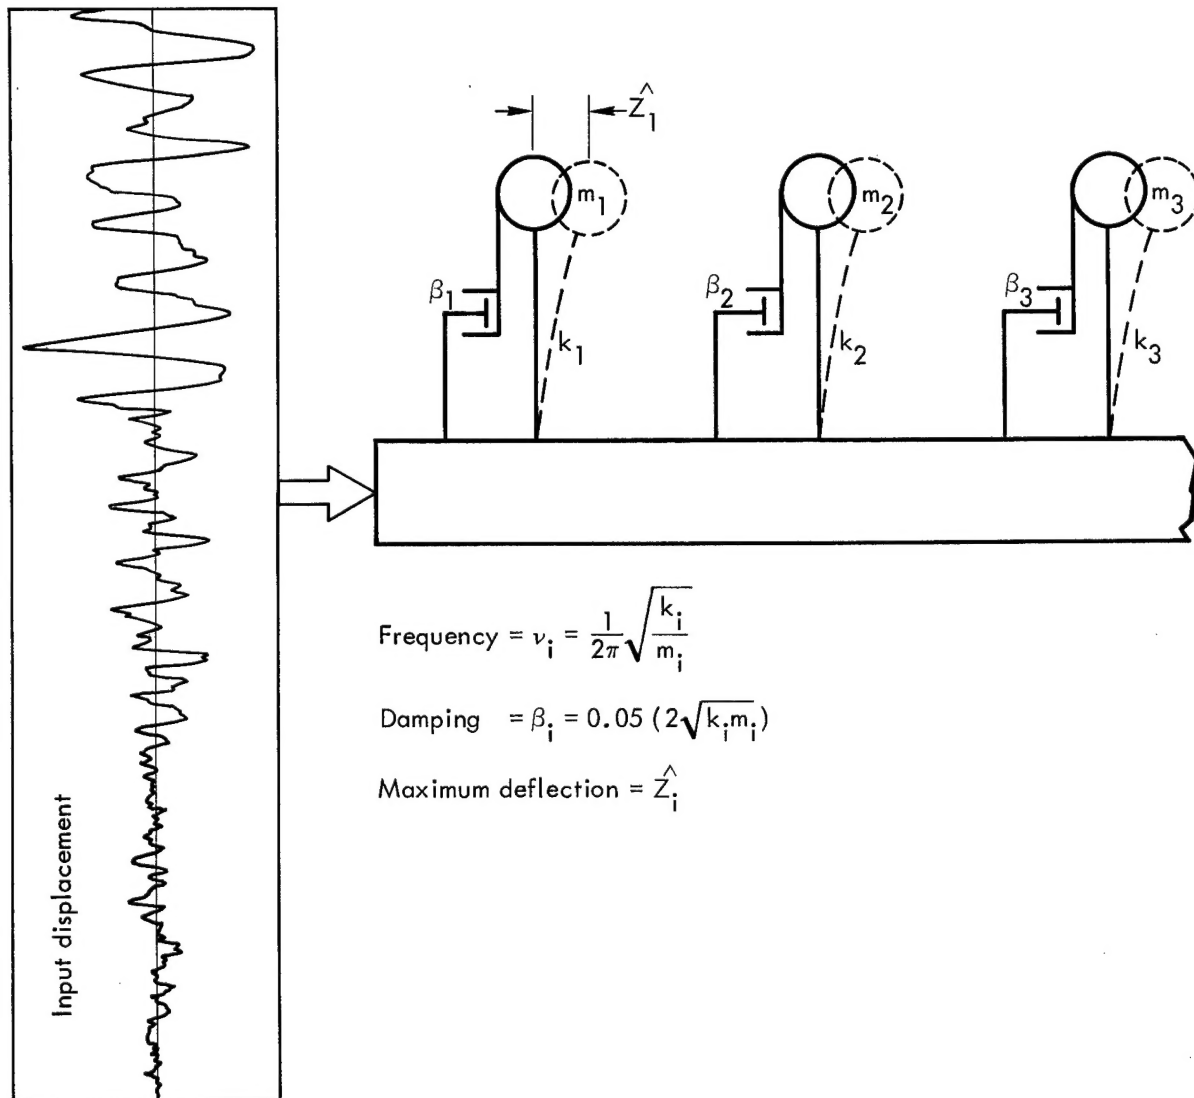 Input displacement
Ẑ₁
m₁ m₂ m₃
β₁ β₂ β₃
k₁ k₂ k₃
Frequency = νᵢ = 1/2π √(kᵢ/mᵢ)
Damping = βᵢ = 0.05 (2√kᵢmᵢ)
Maximum deflection = Ẑᵢ